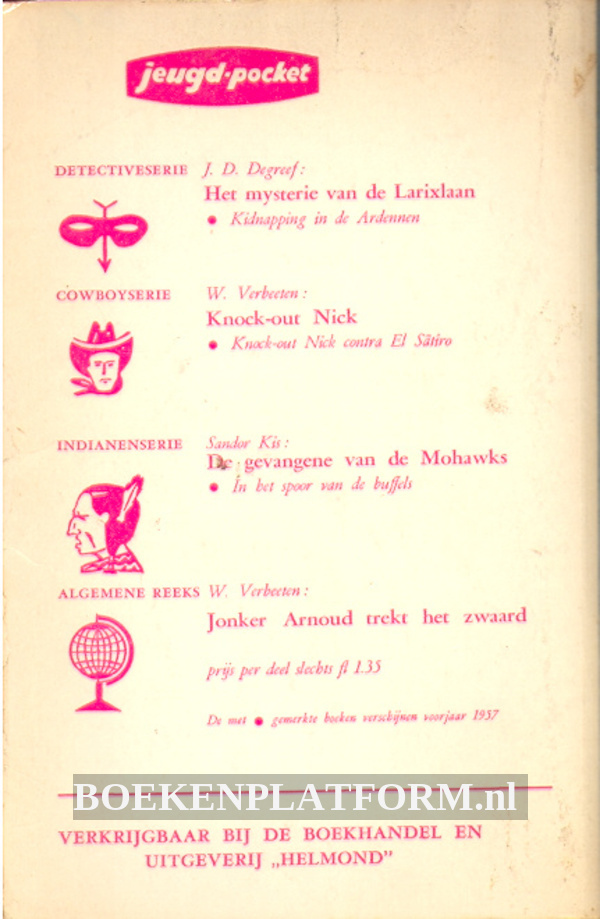 jeugd-pocket
DETECTIVESERIE J. D. Degreef:
Het mysterie van de Larixlaan
• Kidnapping in de Ardennen
COWBOYSERIE W. Verbeeten:
Knock-out Nick
• Knock-out Nick contra El Sãtiro
INDIANENSERIE Sandor Kis:
De gevangene van de Mohawks
• In het spoor van de buffels
ALGEMENE REEKS W. Verbeeten:
Jonker Arnoud trekt het zwaard
prijs per deel slechts fl 1.35
De met • gemerkte boeken verschijnen voorjaar 1957
BOEKENPLATFORM.nl
VERKRIJGBAAR BIJ DE BOEKHANDEL EN
UITGEVERIJ „HELMOND”